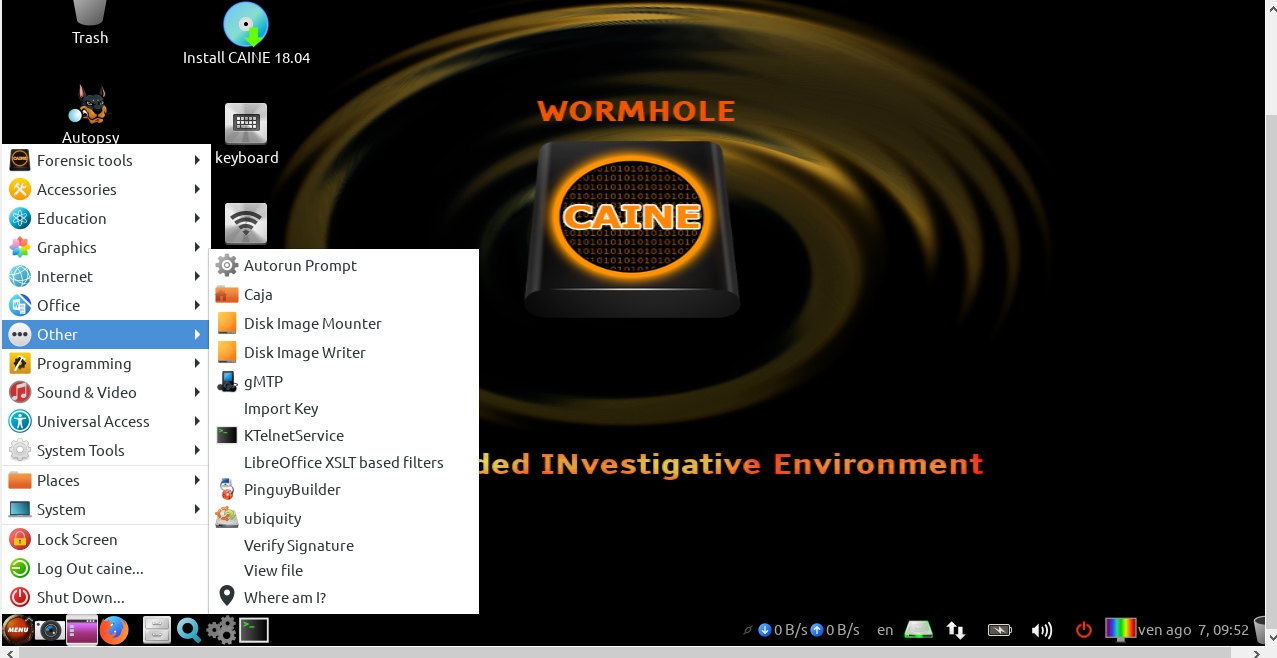 Trash
Install CAINE 18.04
Autopsy
keyboard
WORMHOLE
CAINE
ded INvestigative Environment
Forensic tools
Accessories
Education
Graphics
Internet
Office
Other
Programming
Sound & Video
Universal Access
System Tools
Places
System
Lock Screen
Log Out caine...
Shut Down...
Autorun Prompt
Caja
Disk Image Mounter
Disk Image Writer
gMTP
Import Key
KTelnetService
LibreOffice XSLT based filters
PinguyBuilder
ubiquity
Verify Signature
View file
Where am I?
MENU
0 B/s 0 B/s en ven ago 7, 09:52